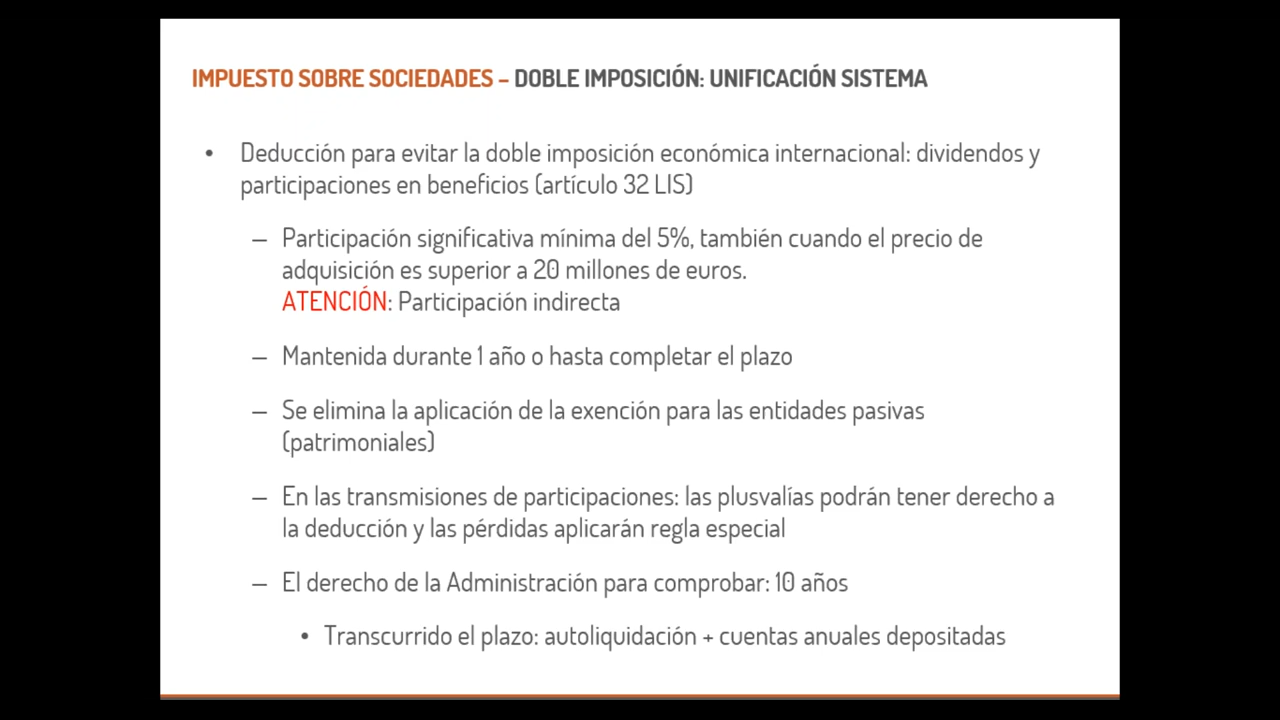 IMPUESTO SOBRE SOCIEDADES – DOBLE IMPOSICIÓN: UNIFICACIÓN SISTEMA
• Deducción para evitar la doble imposición económica internacional: dividendos y
participaciones en beneficios (artículo 32 LIS)
– Participación significativa mínima del 5%, también cuando el precio de
adquisición es superior a 20 millones de euros.
ATENCIÓN: Participación indirecta
– Mantenida durante 1 año o hasta completar el plazo
– Se elimina la aplicación de la exención para las entidades pasivas
(patrimoniales)
– En las transmisiones de participaciones: las plusvalías podrán tener derecho a
la deducción y las pérdidas aplicarán regla especial
– El derecho de la Administración para comprobar: 10 años
• Transcurrido el plazo: autoliquidación + cuentas anuales depositadas